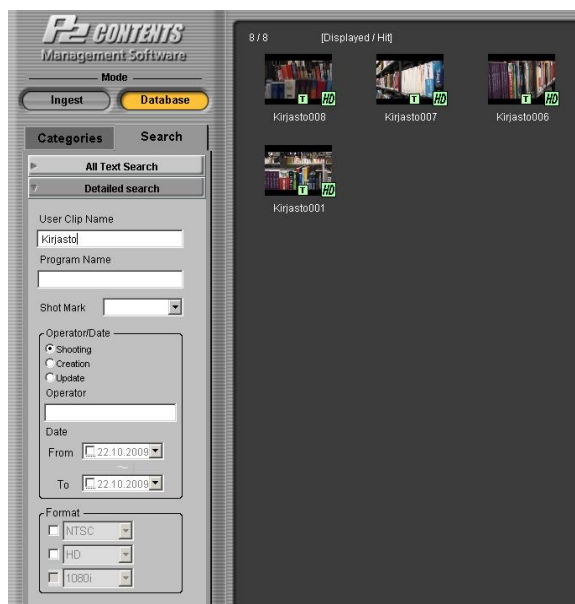 P2 CONTENTS
Management Software
Mode
Ingest Database
Categories Search
All Text Search
Detailed search
User Clip Name
Kirjasto
Program Name
Shot Mark
Operator/Date
Shooting
Creation
Update
Operator
Date
From 22.10.2009
~
To 22.10.2009
Format
NTSC
HD
1080i
8 / 8 [Displayed / Hit]
T HD T HD T HD
Kirjasto008 Kirjasto007 Kirjasto006
T HD
Kirjasto001